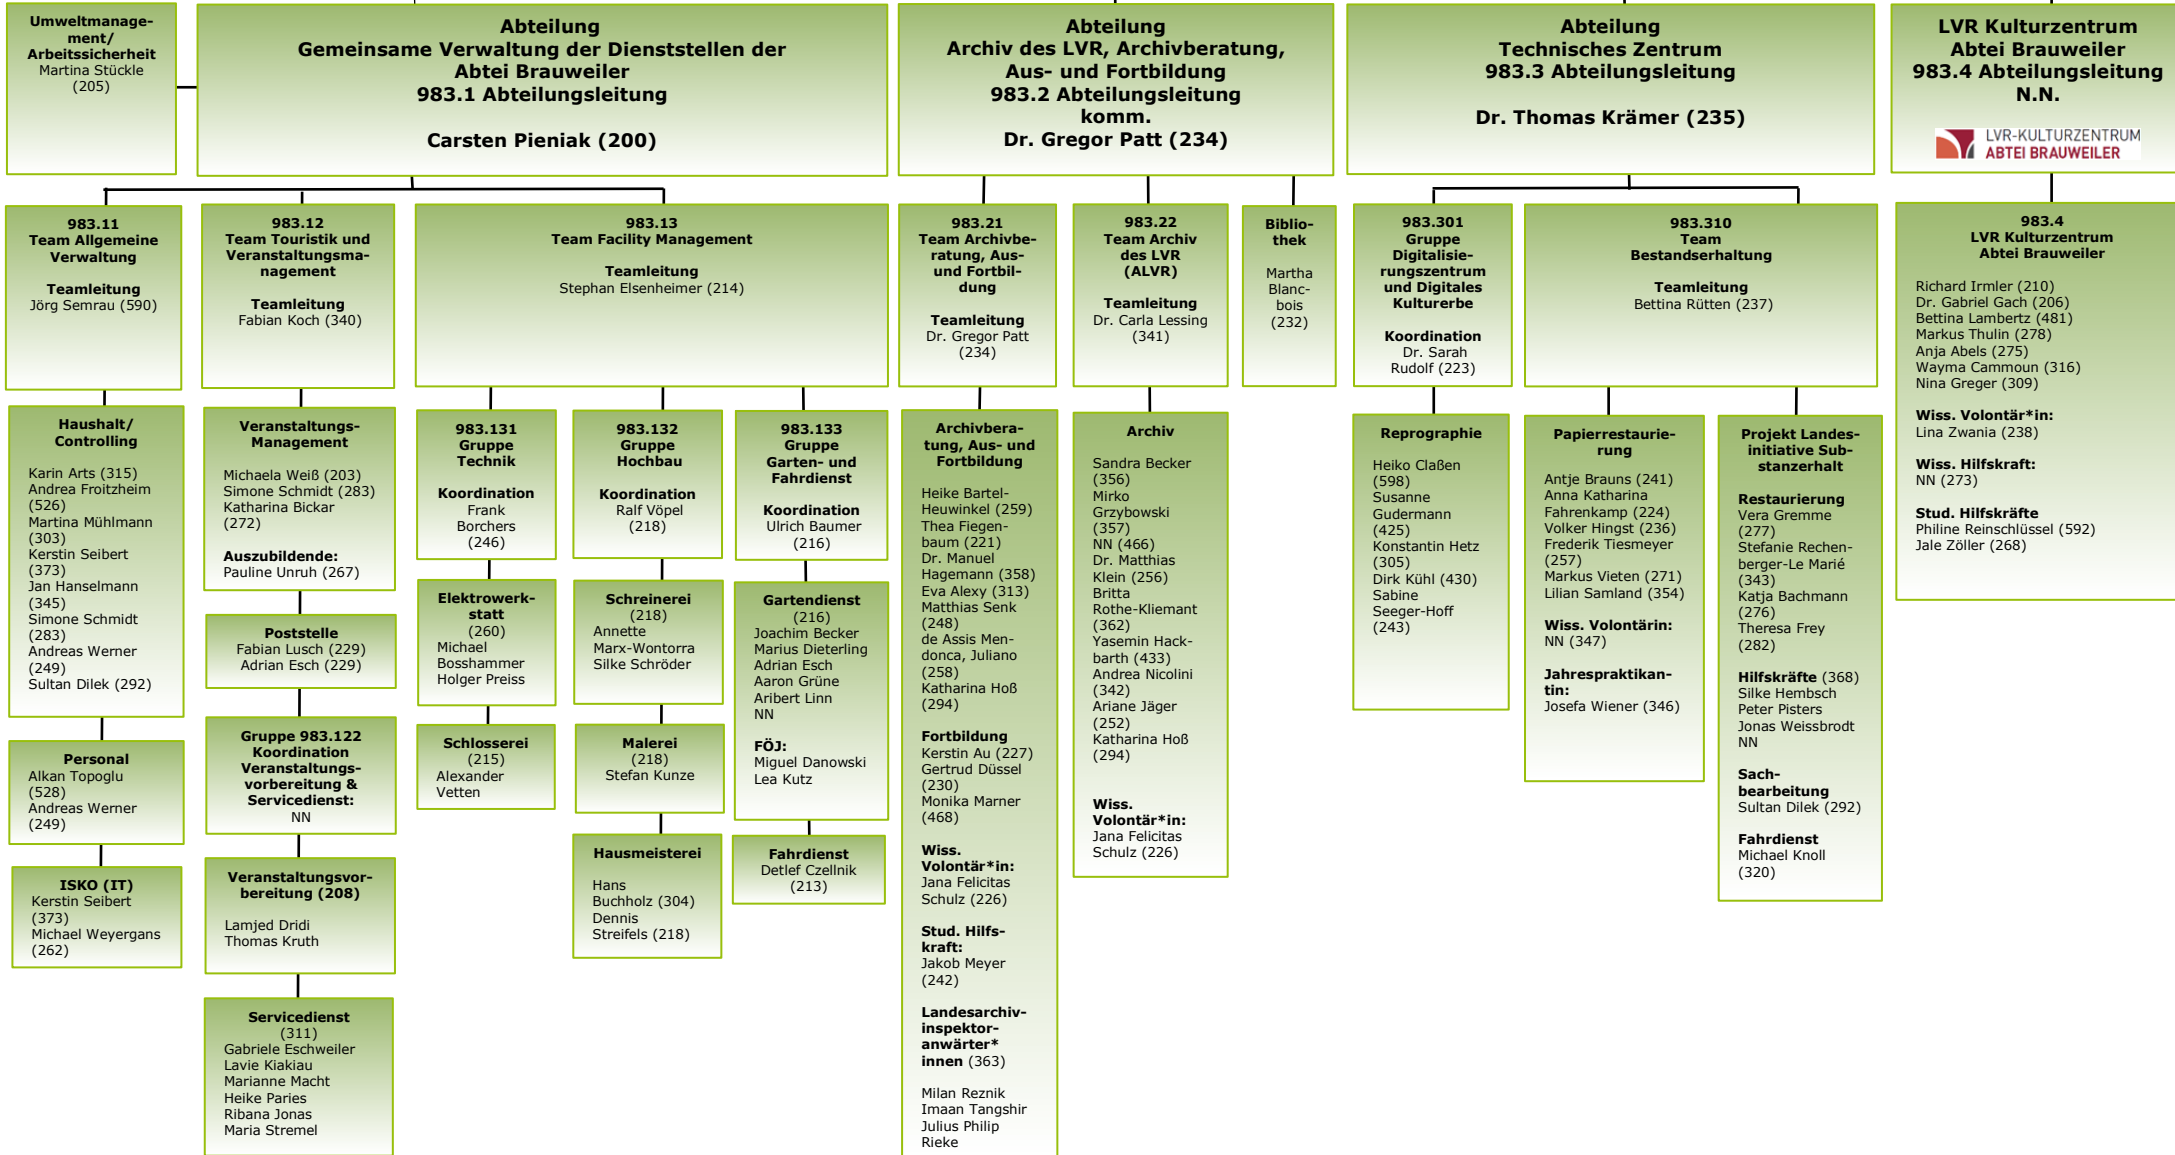 Umweltmanage-
ment/
Arbeitssicherheit
Martina Stückle
(205)
Abteilung
Gemeinsame Verwaltung der Dienststellen der
Abtei Brauweiler
983.1 Abteilungsleitung
Carsten Pieniak (200)
Abteilung
Archiv des LVR, Archivberatung,
Aus- und Fortbildung
983.2 Abteilungsleitung
komm.
Dr. Gregor Patt (234)
Abteilung
Technisches Zentrum
983.3 Abteilungsleitung
Dr. Thomas Krämer (235)
LVR Kulturzentrum
Abtei Brauweiler
983.4 Abteilungsleitung
N.N.
LVR-KULTURZENTRUM
ABTEI BRAUWEILER
983.11
Team Allgemeine
Verwaltung
Teamleitung
Jörg Semrau (590)
983.12
Team Touristik und
Veranstaltungsma-
nagement
Teamleitung
Fabian Koch (340)
983.13
Team Facility Management
Teamleitung
Stephan Elsenheimer (214)
983.21
Team Archivbe-
ratung, Aus-
und Fortbil-
dung
Teamleitung
Dr. Gregor Patt
(234)
983.22
Team Archiv
des LVR
(ALVR)
Teamleitung
Dr. Carla Lessing
(341)
Biblio-
thek
Martha
Blanc-
bois
(232)
983.301
Gruppe
Digitalisie-
rungszentrum
und Digitales
Kulturerbe
Koordination
Dr. Sarah
Rudolf (223)
983.310
Team
Bestandserhaltung
Teamleitung
Bettina Rütten (237)
983.4
LVR Kulturzentrum
Abtei Brauweiler
Richard Irmler (210)
Dr. Gabriel Gach (206)
Bettina Lambertz (481)
Markus Thulin (278)
Anja Abels (275)
Wayma Cammoun (316)
Nina Greger (309)
Wiss. Volontär*in:
Lina Zwania (238)
Wiss. Hilfskraft:
NN (273)
Stud. Hilfskräfte
Philine Reinschlüssel (592)
Jale Zöller (268)
Haushalt/
Controlling
Karin Arts (315)
Andrea Froitzheim
(526)
Martina Mühlmann
(303)
Kerstin Seibert
(373)
Jan Hanselmann
(345)
Simone Schmidt
(283)
Andreas Werner
(249)
Sultan Dilek (292)
Personal
Alkan Topoglu
(528)
Andreas Werner
(249)
ISKO (IT)
Kerstin Seibert
(373)
Michael Weyergans
(262)
Veranstaltungs-
Management
Michaela Weiß (203)
Simone Schmidt (283)
Katharina Bickar
(272)
Auszubildende:
Pauline Unruh (267)
Poststelle
Fabian Lusch (229)
Adrian Esch (229)
Gruppe 983.122
Koordination
Veranstaltungs-
vorbereitung &
Servicedienst:
NN
Veranstaltungsvor-
bereitung (208)
Lamjed Dridi
Thomas Kruth
Servicedienst
(311)
Gabriele Eschweiler
Lavie Kiakiau
Marianne Macht
Heike Paries
Ribana Jonas
Maria Stremel
983.131
Gruppe
Technik
Koordination
Frank
Borchers
(246)
Elektrowerk-
statt
(260)
Michael
Bosshammer
Holger Preiss
Schlosserei
(215)
Alexander
Vetten
983.132
Gruppe
Hochbau
Koordination
Ralf Vöpel
(218)
Schreinerei
(218)
Annette
Marx-Wontorra
Silke Schröder
Malerei
(218)
Stefan Kunze
Hausmeisterei
Hans
Buchholz (304)
Dennis
Streifels (218)
983.133
Gruppe
Garten- und
Fahrdienst
Koordination
Ulrich Baumer
(216)
Gartendienst
(216)
Joachim Becker
Marius Dieterling
Adrian Esch
Aaron Grüne
Aribert Linn
NN
FÖJ:
Miguel Danowski
Lea Kutz
Fahrdienst
Detlef Czellnik
(213)
Archivbera-
tung, Aus- und
Fortbildung
Heike Bartel-
Heuwinkel (259)
Thea Fiegen-
baum (221)
Dr. Manuel
Hagemann (358)
Eva Alexy (313)
Matthias Senk
(248)
de Assis Men-
donca, Juliano
(258)
Katharina Hoß
(294)
Fortbildung
Kerstin Au (227)
Gertrud Düssel
(230)
Monika Marner
(468)
Wiss.
Volontär*in:
Jana Felicitas
Schulz (226)
Stud. Hilfs-
kraft:
Jakob Meyer
(242)
Landesarchiv-
inspektor-
anwärter*
innen (363)
Milan Reznik
Imaan Tangshir
Julius Philip
Rieke
Archiv
Sandra Becker
(356)
Mirko
Grzybowski
(357)
NN (466)
Dr. Matthias
Klein (256)
Britta
Rothe-Kliemant
(362)
Yasemin Hack-
barth (433)
Andrea Nicolini
(342)
Ariane Jäger
(252)
Katharina Hoß
(294)
Wiss.
Volontär*in:
Jana Felicitas
Schulz (226)
Reprographie
Heiko Claßen
(598)
Susanne
Gudermann
(425)
Konstantin Hetz
(305)
Dirk Kühl (430)
Sabine
Seeger-Hoff
(243)
Papierrestaurie-
rung
Antje Brauns (241)
Anna Katharina
Fahrenkamp (224)
Volker Hingst (236)
Frederik Tiesmeyer
(257)
Markus Vieten (271)
Lilian Samland (354)
Wiss. Volontärin:
NN (347)
Jahrespraktikan-
tin:
Josefa Wiener (346)
Projekt Landes-
initiative Sub-
stanzerhalt
Restaurierung
Vera Gremme
(277)
Stefanie Rechen-
berger-Le Marié
(343)
Katja Bachmann
(276)
Theresa Frey
(282)
Hilfskräfte (368)
Silke Hembsch
Peter Pisters
Jonas Weissbrodt
NN
Sach-
bearbeitung
Sultan Dilek (292)
Fahrdienst
Michael Knoll
(320)